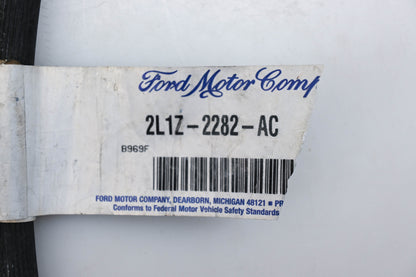 Ford Motor Comp
2L1Z-2282-AC
B969F
FORD MOTOR COMPANY, DEARBORN, MICHIGAN 48121 ■ PR
Conforms to Federal Motor Vehicle Safety Standards